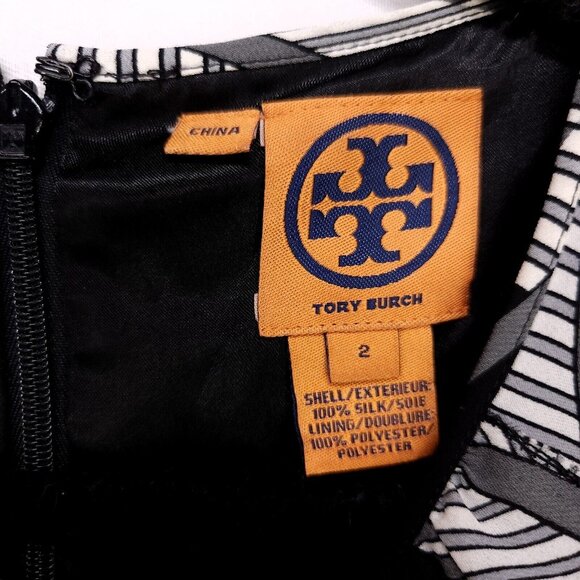 CHINA
TORY BURCH
2
SHELL/EXTERIEUR:
100% SILK/SOIE
LINING/DOUBLURE:
100% POLYESTER/
POLYESTER